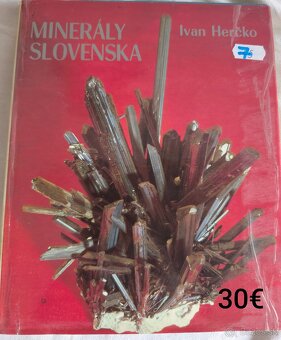 MINERÁLY
SLOVENSKA
Ivan Herčko
30€